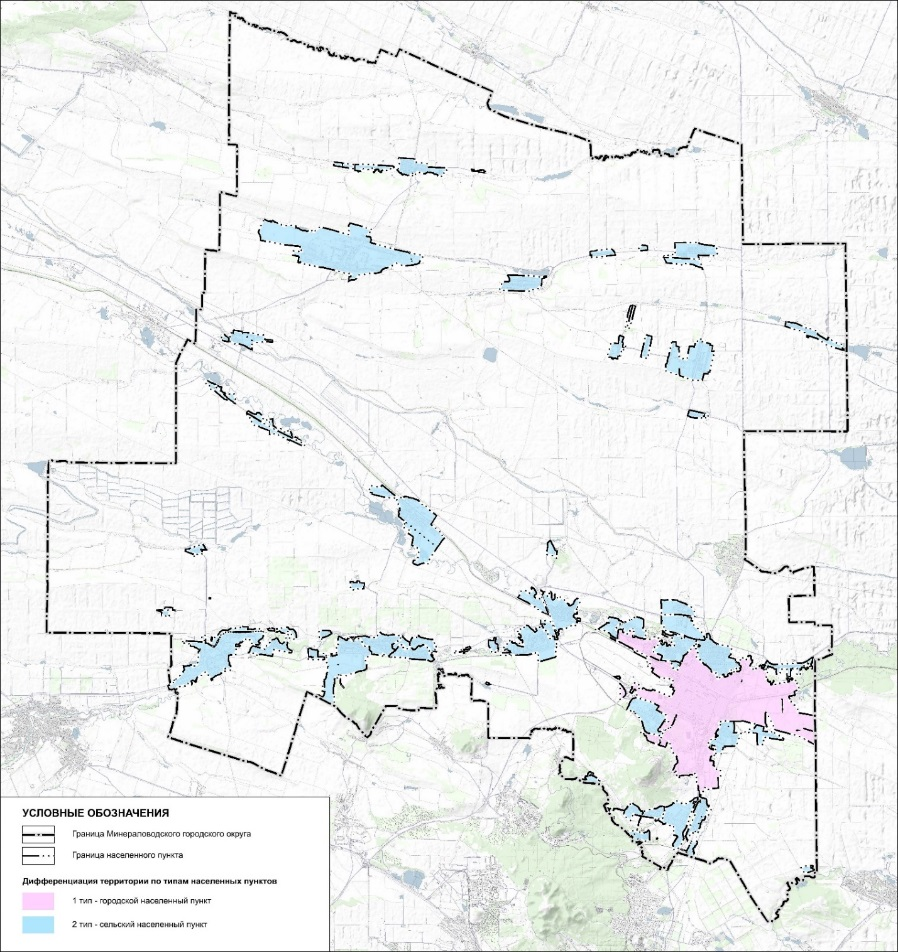 УСЛОВНЫЕ ОБОЗНАЧЕНИЯ
Граница Минераловодского городского округа
Граница населенного пункта
Дифференциация территории по типам населенных пунктов
1 тип - городской населенный пункт
2 тип - сельский населенный пункт